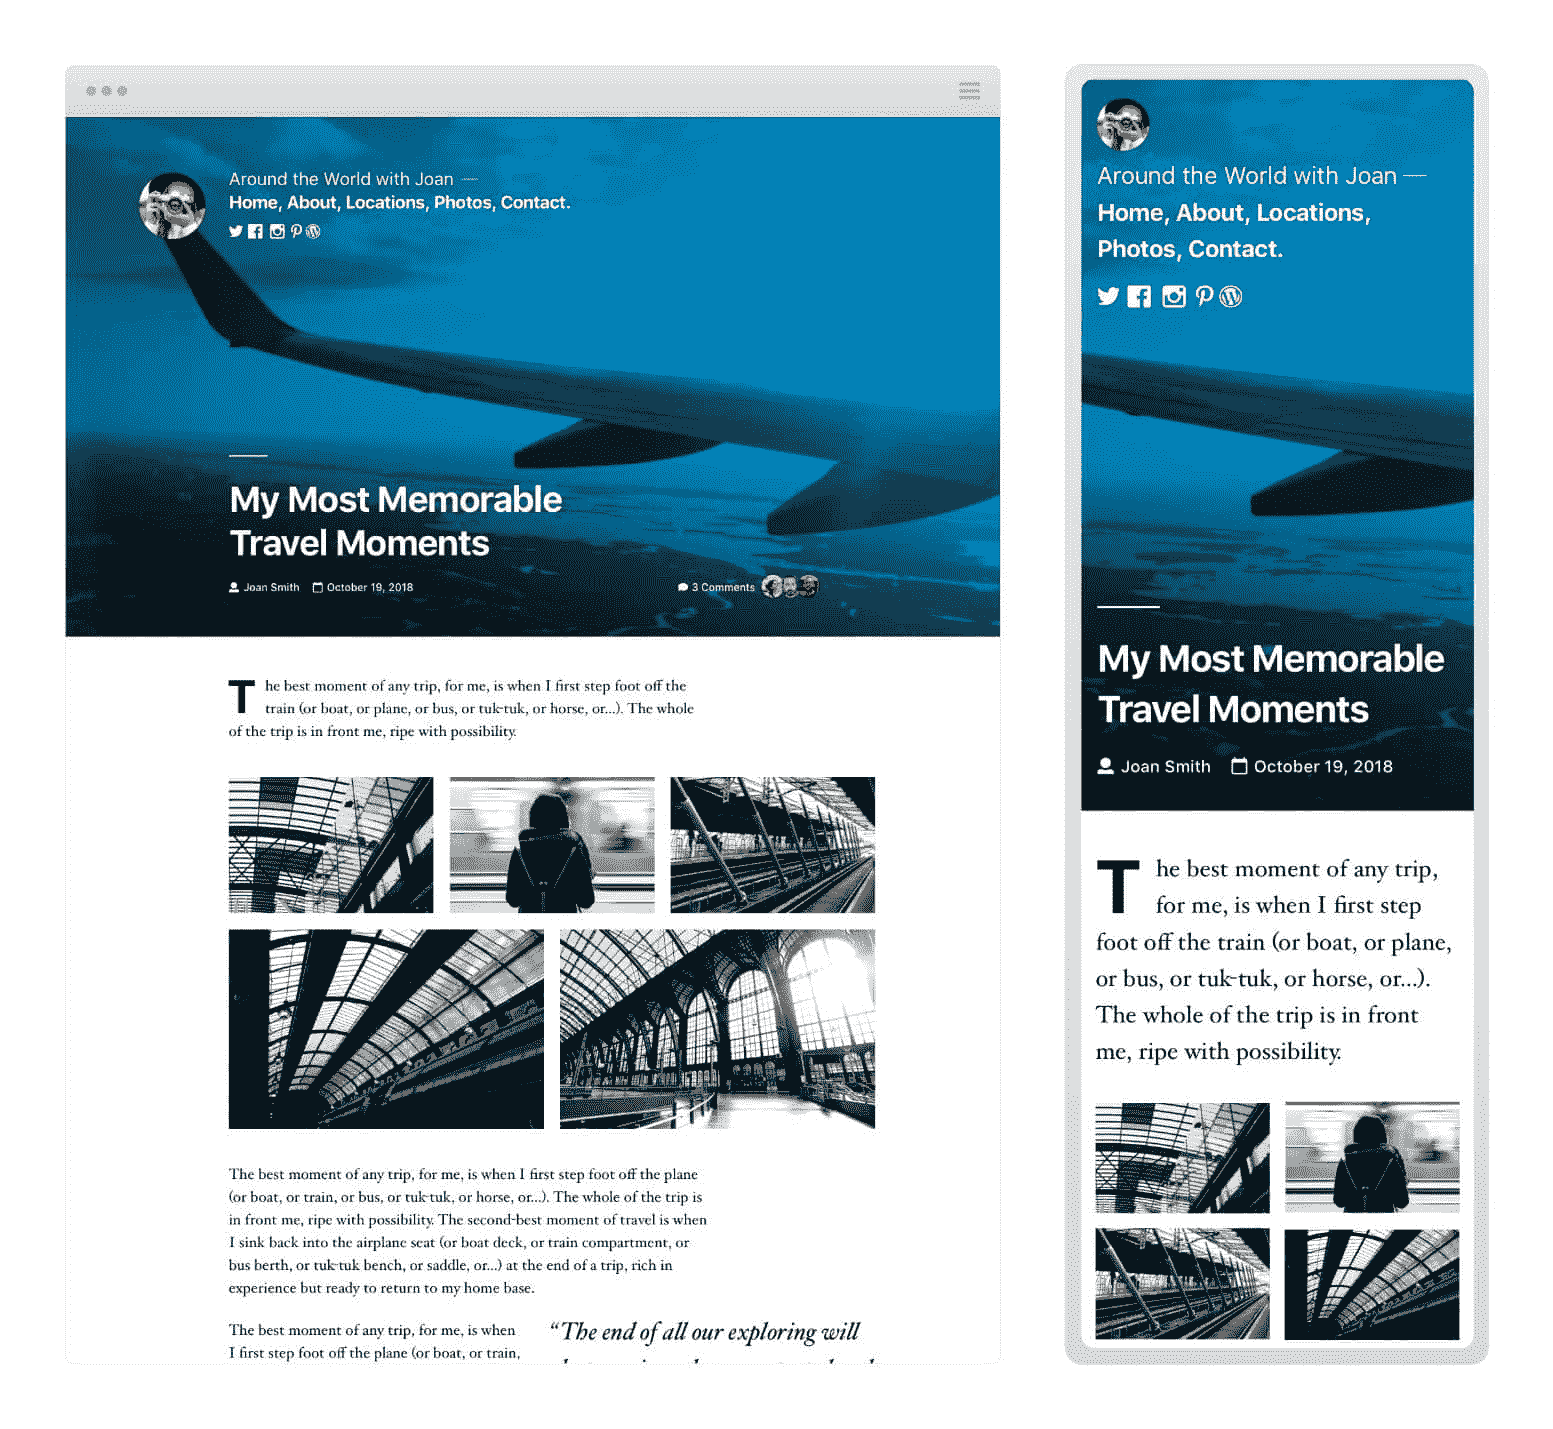 Around the World with Joan —
Home, About, Locations, Photos, Contact.
My Most Memorable
Travel Moments
Joan Smith October 19, 2018 3 Comments
The best moment of any trip, for me, is when I first step foot off the
train (or boat, or plane, or bus, or tuk-tuk, or horse, or...). The whole
of the trip is in front me, ripe with possibility.
The best moment of any trip, for me, is when I first step foot off the plane
(or boat, or train, or bus, or tuk-tuk, or horse, or...). The whole of the trip is
in front me, ripe with possibility. The second-best moment of travel is when
I sink back into the airplane seat (or boat deck, or train compartment, or
bus berth, or tuk-tuk bench, or saddle, or...) at the end of a trip, rich in
experience but ready to return to my home base.
The best moment of any trip, for me, is when
I first step foot off the plane (or boat, or train,
“The end of all our exploring will
Around the World with Joan —
Home, About, Locations,
Photos, Contact.
My Most Memorable
Travel Moments
Joan Smith October 19, 2018
The best moment of any trip,
for me, is when I first step
foot off the train (or boat, or plane,
or bus, or tuk-tuk, or horse, or...).
The whole of the trip is in front
me, ripe with possibility.